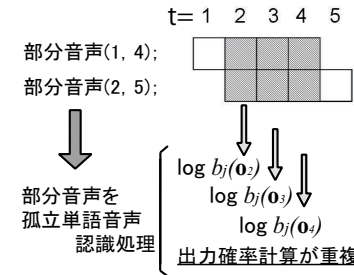 t= 1 2 3 4 5
部分音声(1, 4);
部分音声(2, 5);
log bj(o2)
log bj(o3)
log bj(o4)
部分音声を
孤立単語音声
認識処理
出力確率計算が重複